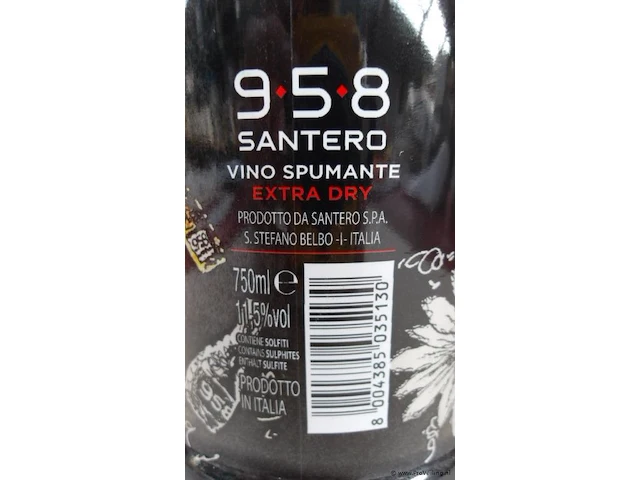 9·5·8
SANTERO
VINO SPUMANTE
EXTRA DRY
PRODOTTO DA SANTERO S.P.A.
S. STEFANO BELBO -I- ITALIA
750ml e
11.5%vol
CONTIENE SOLFITI
CONTAINS SULPHITES
ENTHALT SULFITE
PRODOTTO
IN ITALIA
8 004385 035130